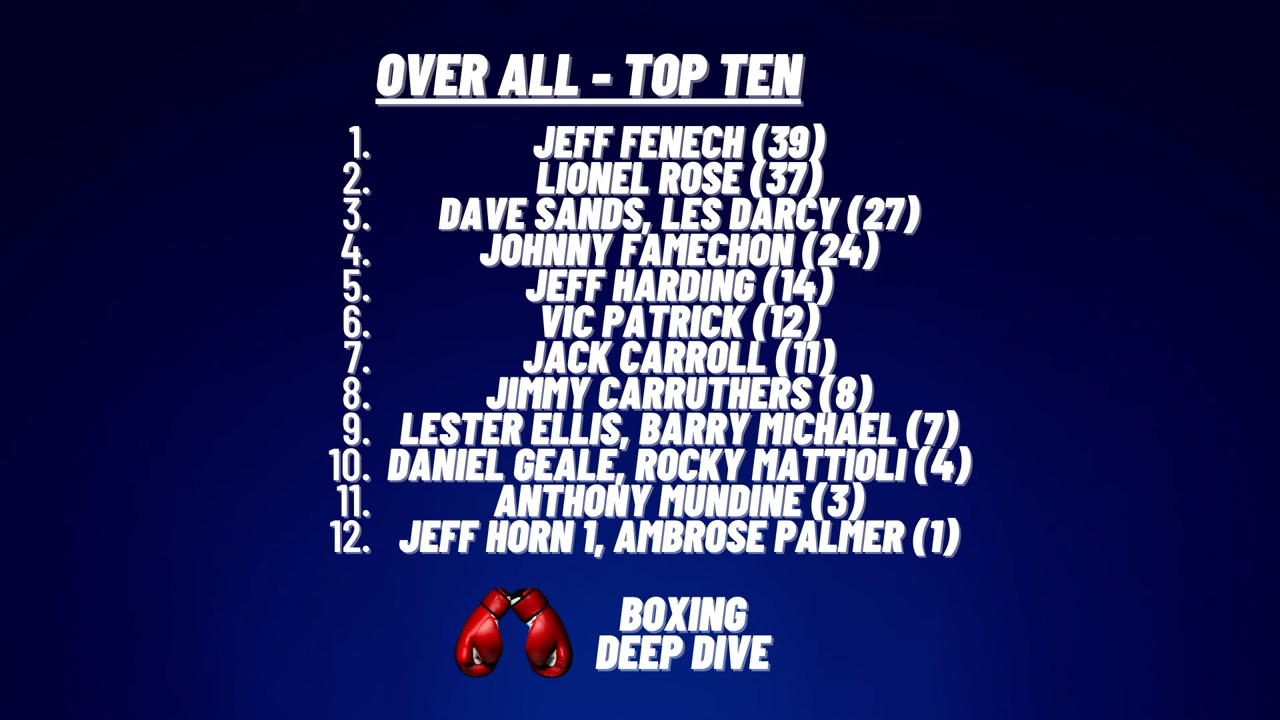 OVER ALL - TOP TEN
1. JEFF FENECH (39)
2. LIONEL ROSE (37)
3. DAVE SANDS, LES DARCY (27)
4. JOHNNY FAMECHON (24)
5. JEFF HARDING (14)
6. VIC PATRICK (12)
7. JACK CARROLL (11)
8. JIMMY CARRUTHERS (8)
9. LESTER ELLIS, BARRY MICHAEL (7)
10. DANIEL GEALE, ROCKY MATTIOLI (4)
11. ANTHONY MUNDINE (3)
12. JEFF HORN 1, AMBROSE PALMER (1)
BOXING
DEEP DIVE